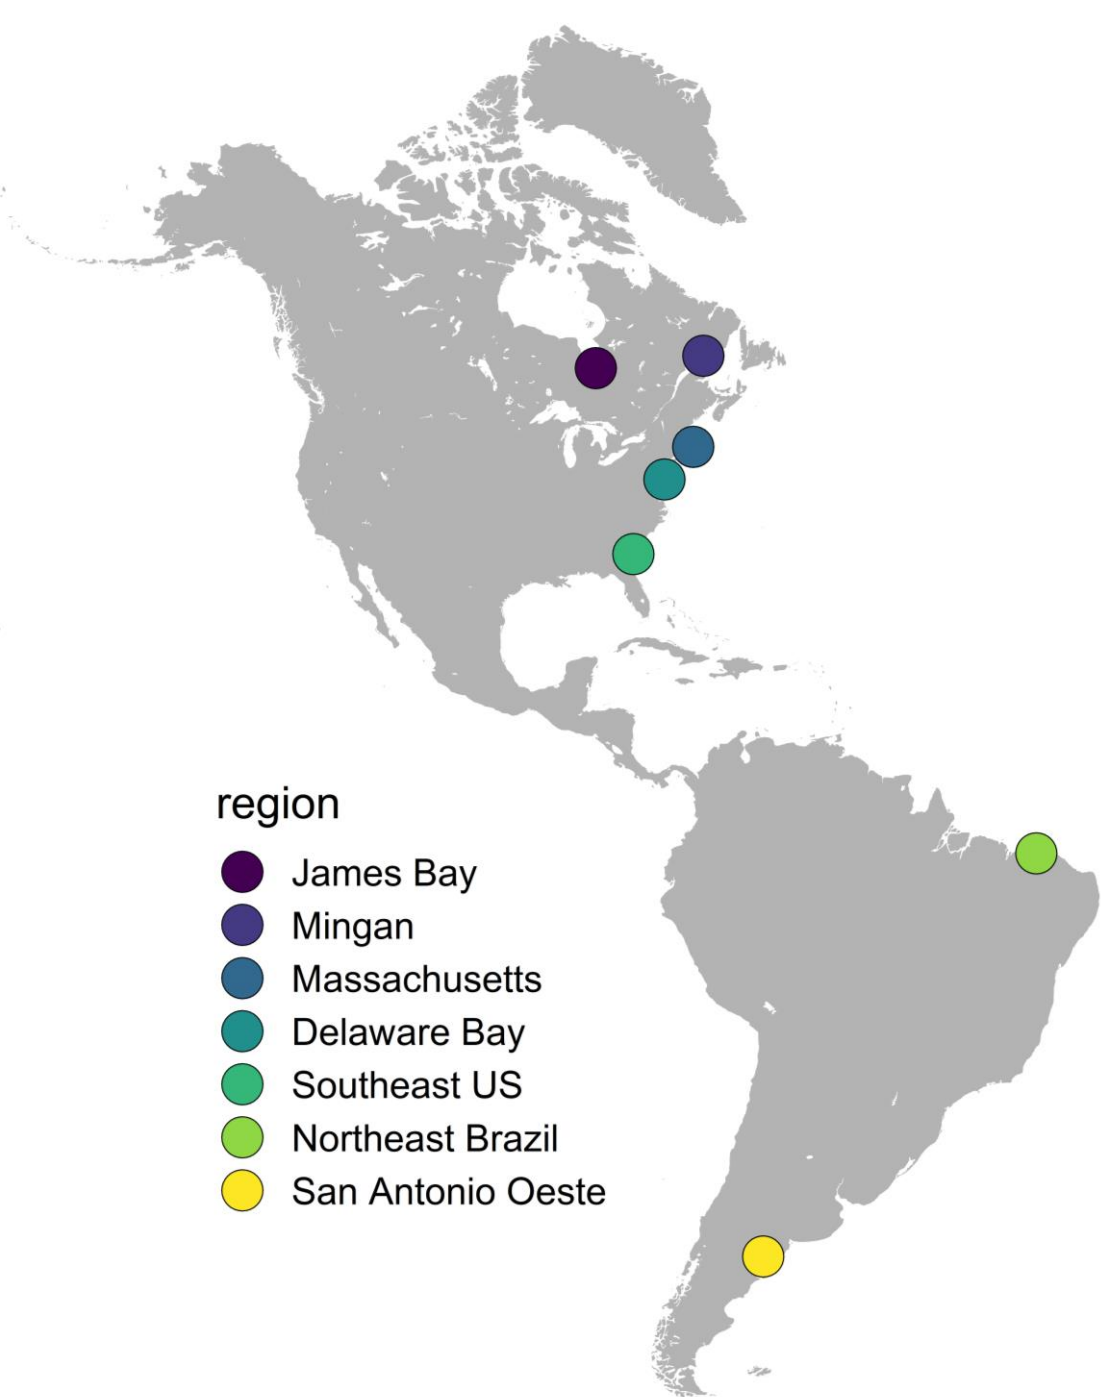 region
James Bay
Mingan
Massachusetts
Delaware Bay
Southeast US
Northeast Brazil
San Antonio Oeste